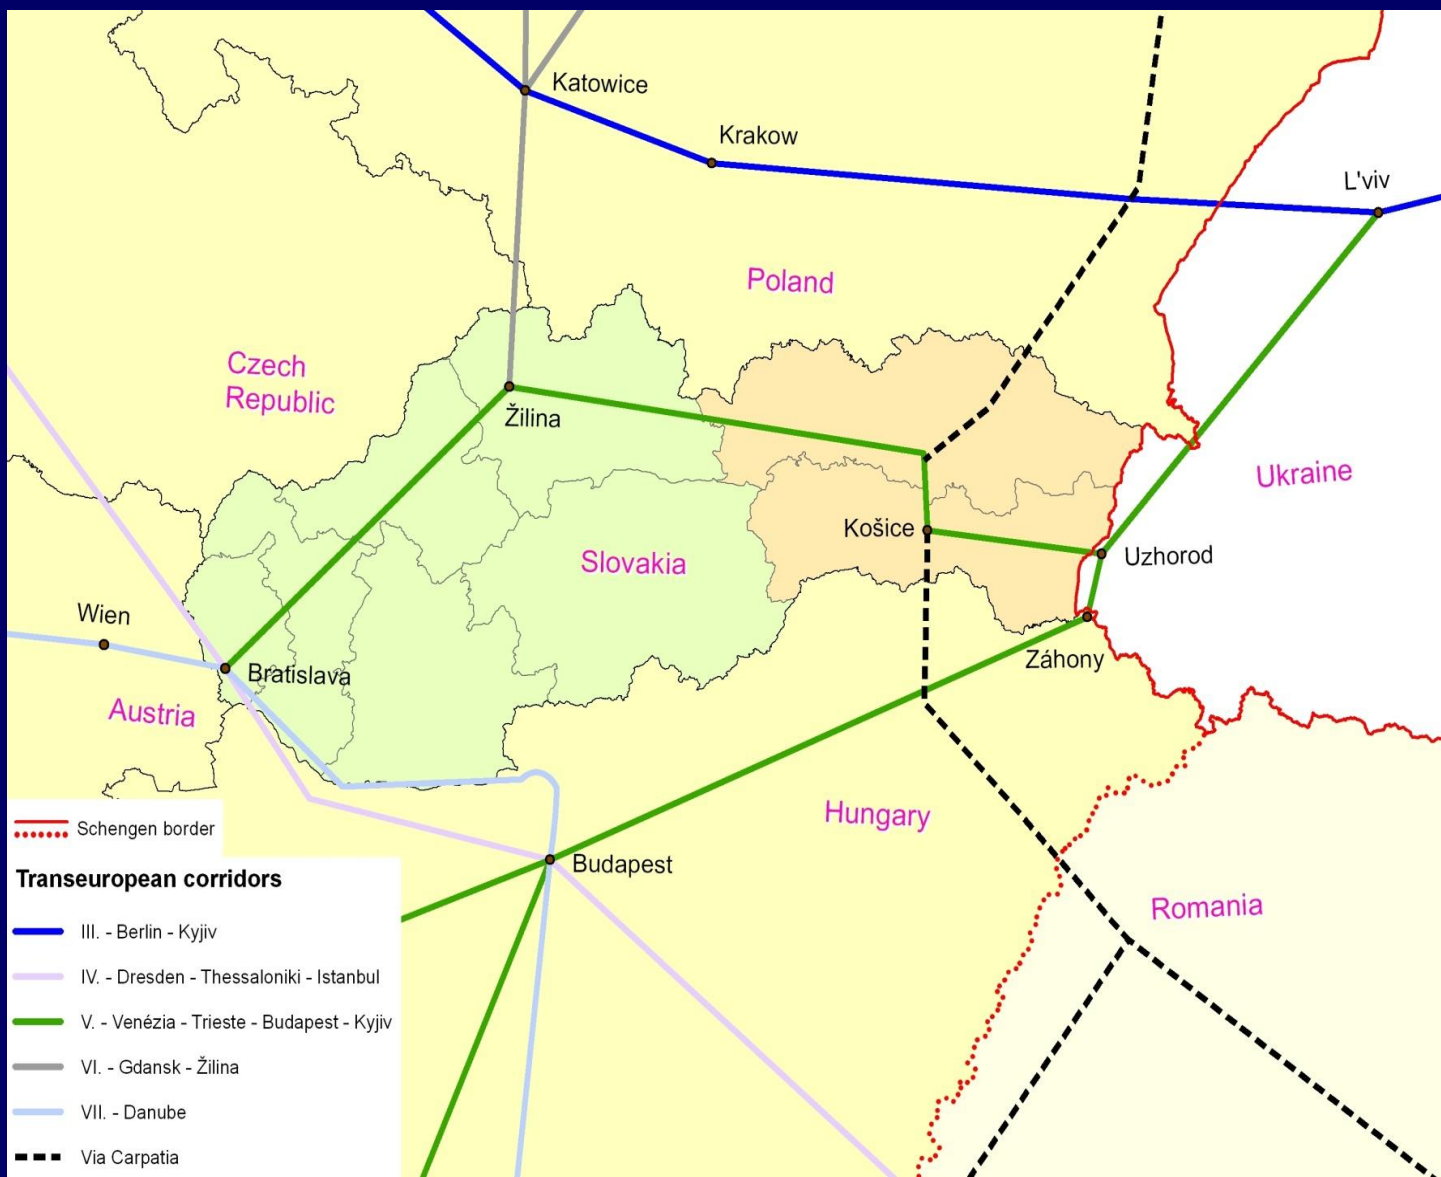 Katowice
Krakow
L'viv
Poland
Czech
Republic
Žilina
Ukraine
Košice
Uzhorod
Slovakia
Wien
Záhony
Bratislava
Austria
Hungary
Schengen border
Budapest
Transeuropean corridors
Romania
III. - Berlin - Kyjiv
IV. - Dresden - Thessaloniki - Istanbul
V. - Venézia - Trieste - Budapest - Kyjiv
VI. - Gdansk - Žilina
VII. - Danube
Via Carpatia